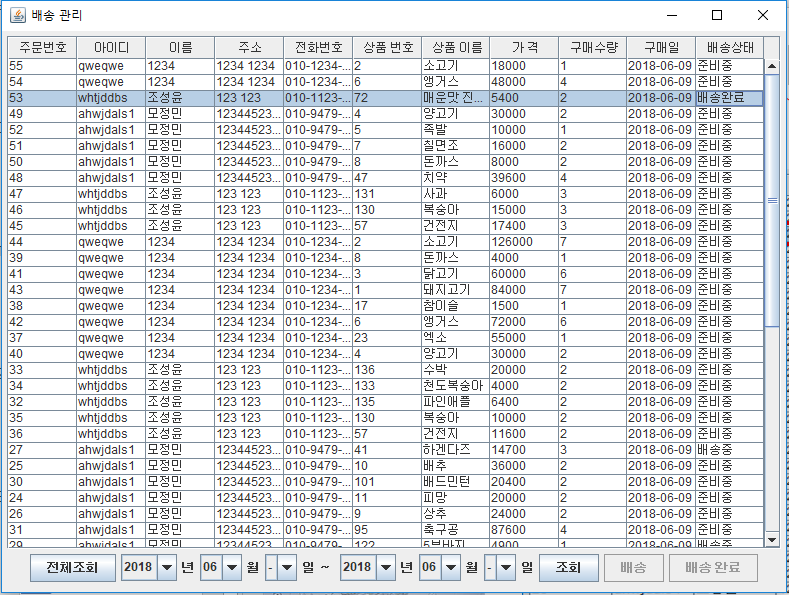 배송 관리
주문번호 아이디 이름 주소 전화번호 상품 번호 상품 이름 가 격 구매수량 구매일 배송상태
55 qweqwe 1234 1234 1234 010-1234-... 2 소고기 18000 1 2018-06-09 준비중
54 qweqwe 1234 1234 1234 010-1234-... 6 앵거스 48000 4 2018-06-09 준비중
53 whtjddbs 조성윤 123 123 010-1123-... 72 매운맛 진... 5400 2 2018-06-09 배송완료
49 ahwjdals1 모정민 12344523... 010-9479-... 4 양고기 30000 2 2018-06-09 준비중
52 ahwjdals1 모정민 12344523... 010-9479-... 5 족발 10000 1 2018-06-09 준비중
51 ahwjdals1 모정민 12344523... 010-9479-... 7 칠면조 16000 2 2018-06-09 준비중
50 ahwjdals1 모정민 12344523... 010-9479-... 8 돈까스 8000 2 2018-06-09 준비중
48 ahwjdals1 모정민 12344523... 010-9479-... 47 치약 39600 4 2018-06-09 준비중
47 whtjddbs 조성윤 123 123 010-1123-... 131 사과 6000 3 2018-06-09 준비중
46 whtjddbs 조성윤 123 123 010-1123-... 130 복숭아 15000 3 2018-06-09 준비중
45 whtjddbs 조성윤 123 123 010-1123-... 57 건전지 17400 3 2018-06-09 준비중
44 qweqwe 1234 1234 1234 010-1234-... 2 소고기 126000 7 2018-06-09 준비중
39 qweqwe 1234 1234 1234 010-1234-... 8 돈까스 4000 1 2018-06-09 준비중
41 qweqwe 1234 1234 1234 010-1234-... 3 닭고기 60000 6 2018-06-09 준비중
43 qweqwe 1234 1234 1234 010-1234-... 1 돼지고기 84000 7 2018-06-09 준비중
38 qweqwe 1234 1234 1234 010-1234-... 17 참이슬 1500 1 2018-06-09 준비중
42 qweqwe 1234 1234 1234 010-1234-... 6 앵거스 72000 6 2018-06-09 준비중
37 qweqwe 1234 1234 1234 010-1234-... 23 엑소 55000 1 2018-06-09 준비중
40 qweqwe 1234 1234 1234 010-1234-... 4 양고기 30000 2 2018-06-09 준비중
33 whtjddbs 조성윤 123 123 010-1123-... 136 수박 20000 2 2018-06-09 준비중
34 whtjddbs 조성윤 123 123 010-1123-... 133 천도복숭아 4000 2 2018-06-09 준비중
32 whtjddbs 조성윤 123 123 010-1123-... 135 파인애플 6400 2 2018-06-09 준비중
35 whtjddbs 조성윤 123 123 010-1123-... 130 복숭아 10000 2 2018-06-09 준비중
36 whtjddbs 조성윤 123 123 010-1123-... 57 건전지 11600 2 2018-06-09 준비중
27 ahwjdals1 모정민 12344523... 010-9479-... 41 하겐다즈 14700 3 2018-06-09 배송중
25 ahwjdals1 모정민 12344523... 010-9479-... 10 배추 36000 2 2018-06-09 준비중
30 ahwjdals1 모정민 12344523... 010-9479-... 101 배드민턴 20400 2 2018-06-09 준비중
24 ahwjdals1 모정민 12344523... 010-9479-... 11 피망 20000 2 2018-06-09 준비중
26 ahwjdals1 모정민 12344523... 010-9479-... 9 상추 24000 2 2018-06-09 준비중
31 ahwjdals1 모정민 12344523... 010-9479-... 95 축구공 87600 4 2018-06-09 준비중
29 ahwjdals1 모정민 12344523... 010-9479-... 122 5부바지 4900 1 2018-06-09 준비중
전체조회 2018 년 06 월 - 일 ~ 2018 년 06 월 - 일 조회 배송 배송완료